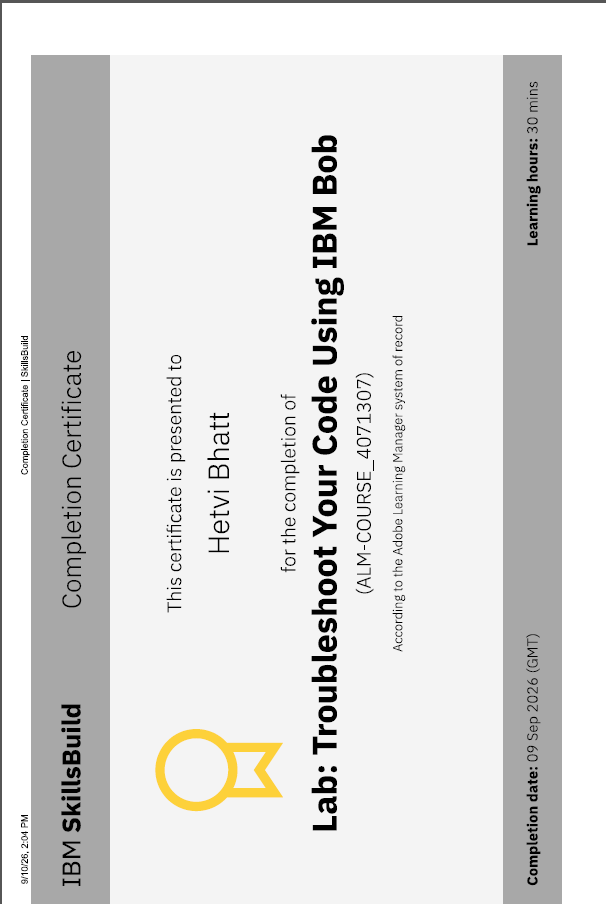 9/10/26, 2:04 PM
Completion Certificate | SkillsBuild
IBM SkillsBuild
Completion Certificate
This certificate is presented to
Hetvi Bhatt
for the completion of
Lab: Troubleshoot Your Code Using IBM Bob
(ALM-COURSE_4071307)
According to the Adobe Learning Manager system of record
Completion date: 09 Sep 2026 (GMT)
Learning hours: 30 mins